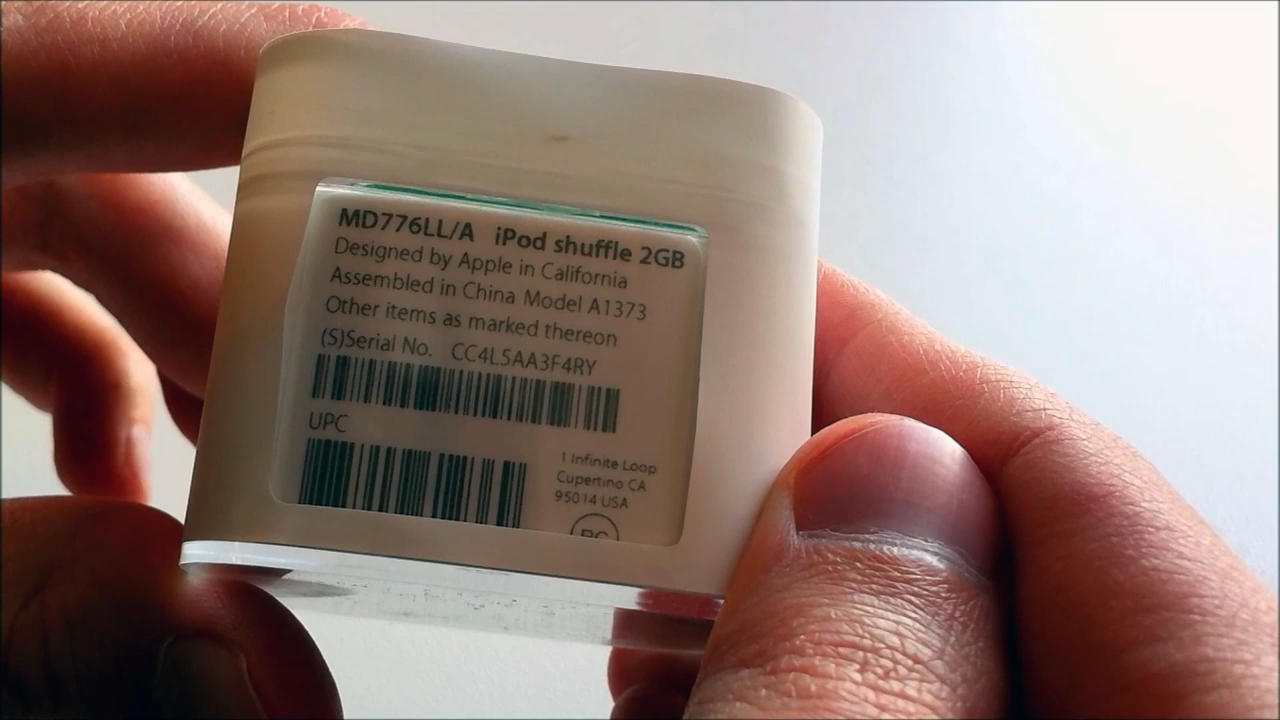 MD776LL/A iPod shuffle 2GB
Designed by Apple in California
Assembled in China Model A1373
Other items as marked thereon
(S)Serial No. CC4L5AA3F4RY
UPC
1 Infinite Loop
Cupertino CA
95014 USA
PC